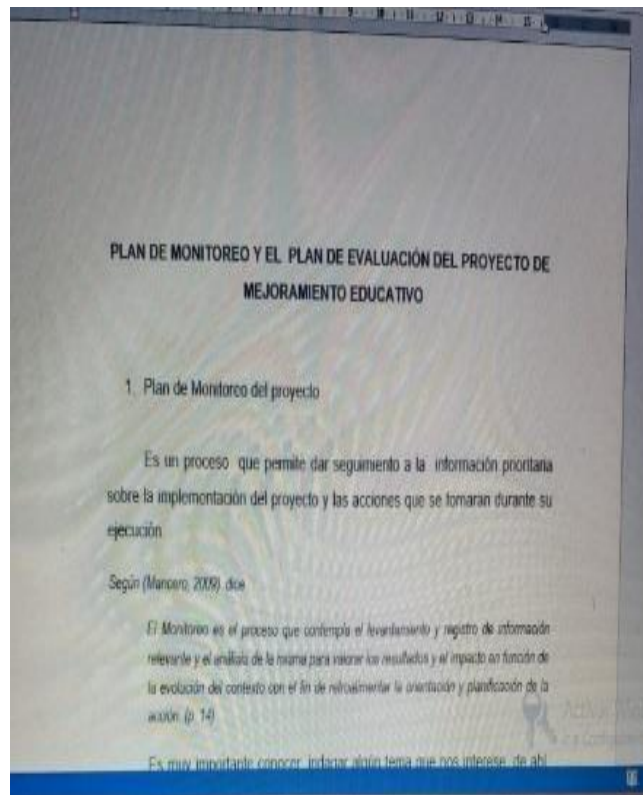 PLAN DE MONITOREO Y EL PLAN DE EVALUACIÓN DEL PROYECTO DE
MEJORAMIENTO EDUCATIVO
1. Plan de Monitoreo del proyecto
Es un proceso que permite dar seguimiento a la información prioritaria
sobre la implementación del proyecto y las acciones que se tomaran durante su
ejecución
Según (Mancero, 2009) dice
El Monitoreo es el proceso que contempla el levantamiento y registro de información
relevante y el análisis de la misma para valorar los resultados y el impacto en función de
la evolución del contexto con el fin de retroalimentar la orientación y planificación de la
acción. (p. 14)
Es muy importante conocer, indagar algún tema que nos interese, de ahí